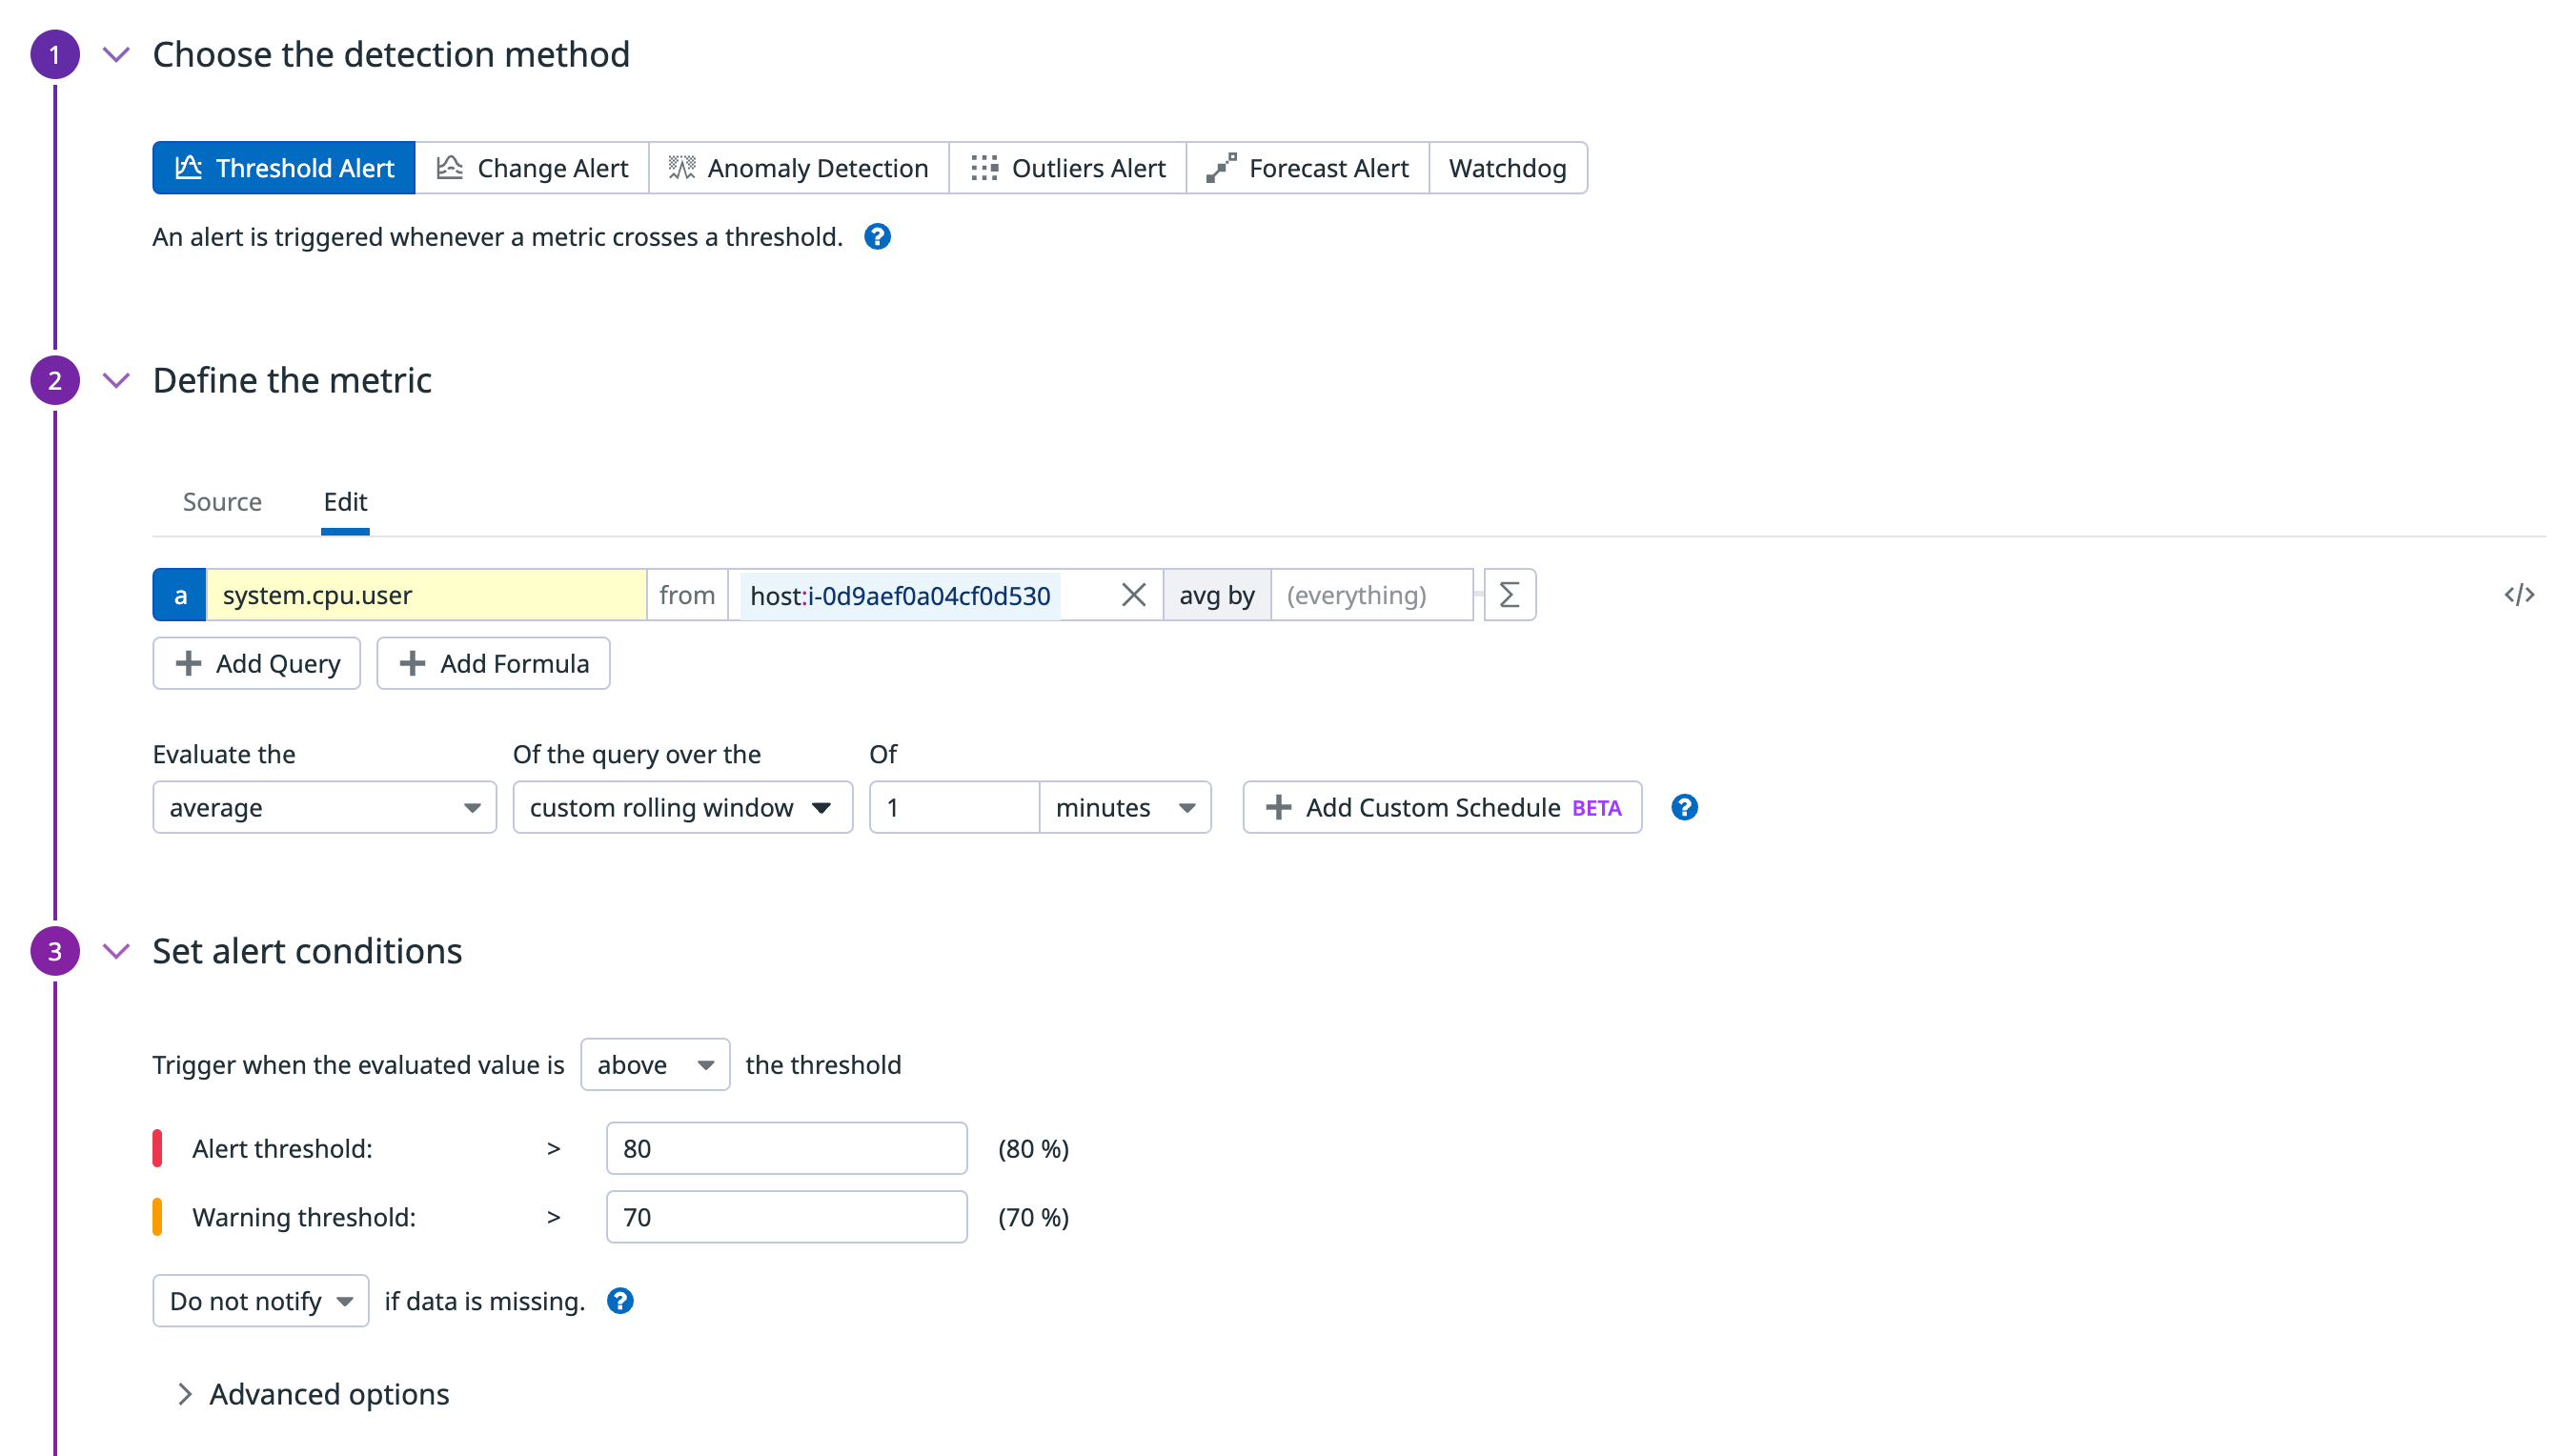 1 Choose the detection method
Threshold Alert Change Alert Anomaly Detection Outliers Alert Forecast Alert Watchdog
An alert is triggered whenever a metric crosses a threshold. ?
2 Define the metric
Source Edit
a system.cpu.user from host:i-0d9aef0a04cf0d530 avg by (everything) Σ </>
Add Query Add Formula
Evaluate the Of the query over the Of
average custom rolling window 1 minutes Add Custom Schedule BETA ?
3 Set alert conditions
Trigger when the evaluated value is above the threshold
Alert threshold: > 80 (80 %)
Warning threshold: > 70 (70 %)
Do not notify if data is missing. ?
Advanced options